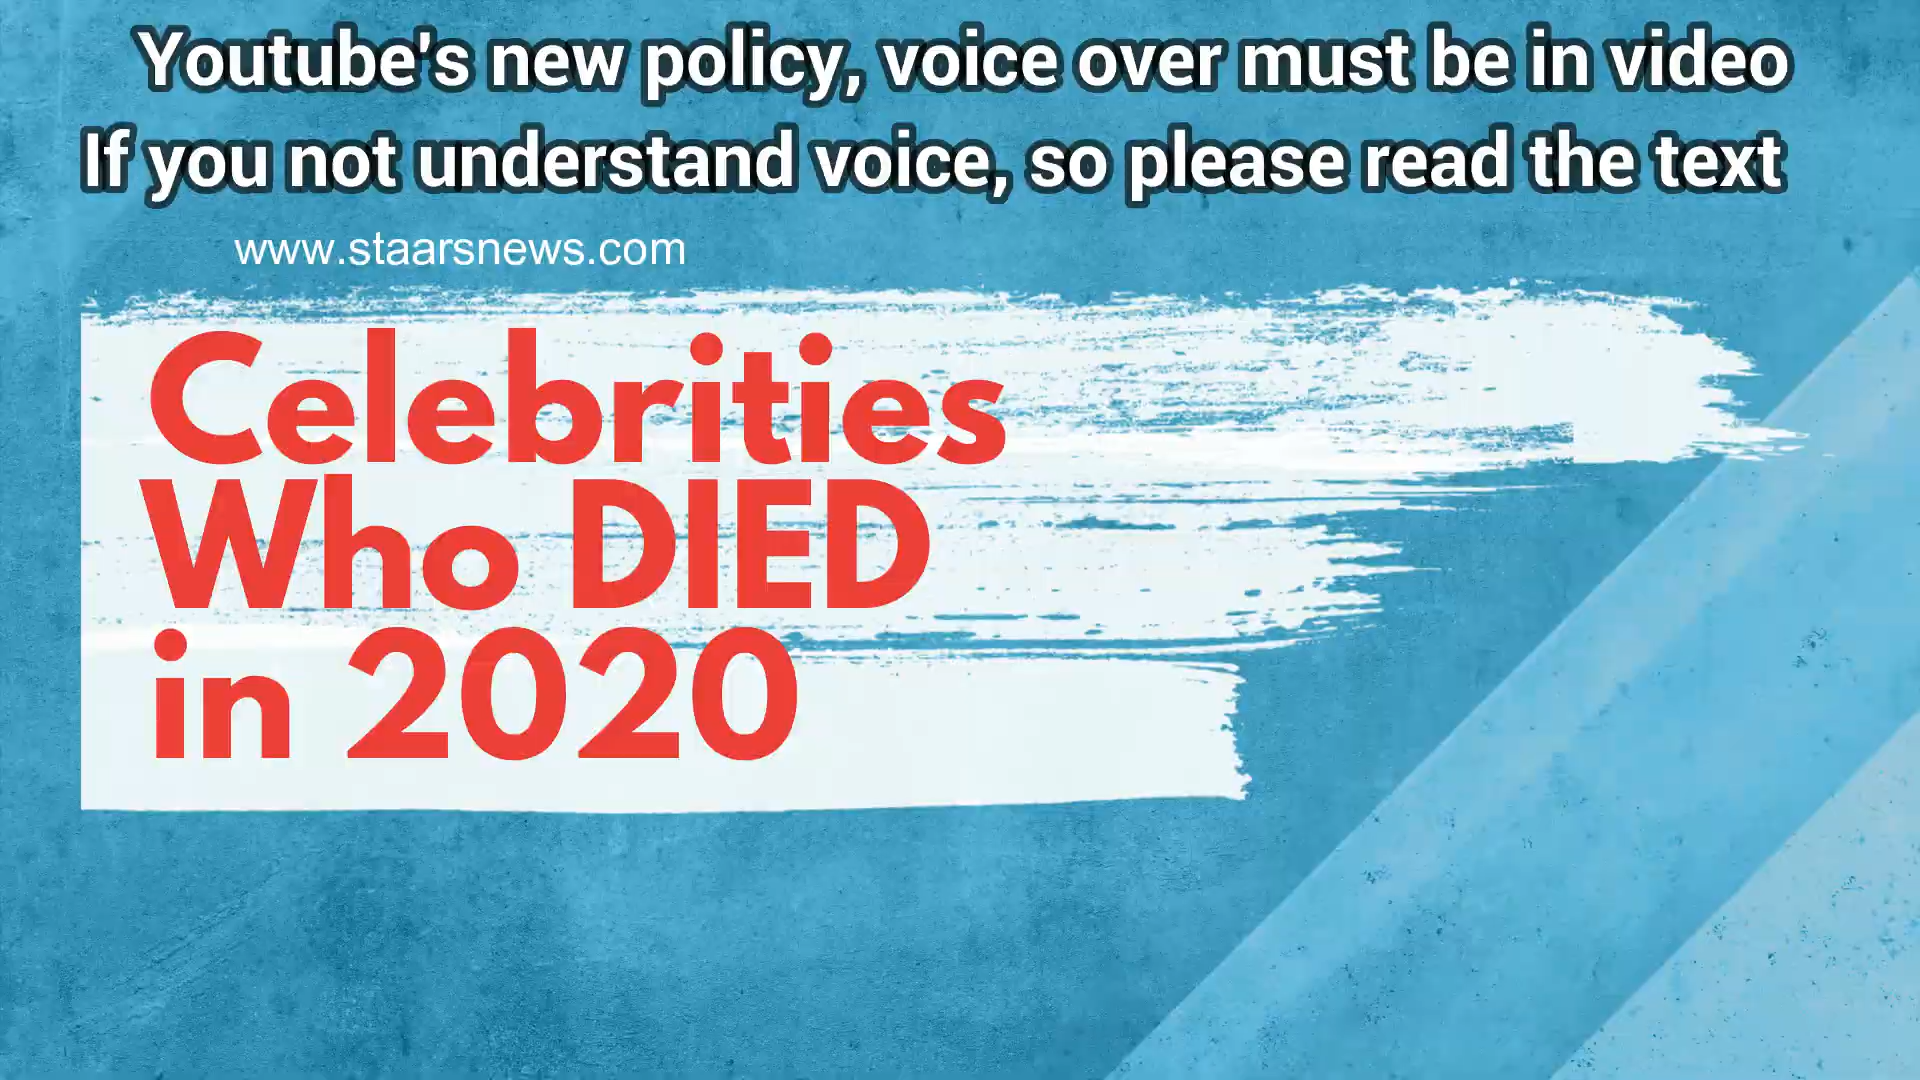 Youtube's new policy, voice over must be in video
If you not understand voice, so please read the text
www.staarsnews.com
Celebrities
Who DIED
in 2020